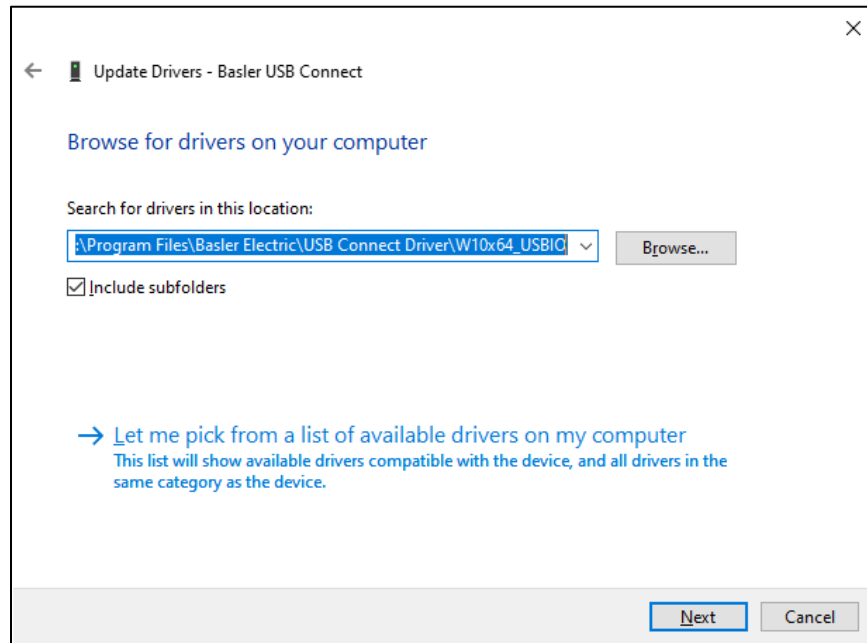 Update Drivers - Basler USB Connect
Browse for drivers on your computer
Search for drivers in this location:
:\Program Files\Basler Electric\USB Connect Driver\W10x64_USBIO
Browse...
Include subfolders
Let me pick from a list of available drivers on my computer
This list will show available drivers compatible with the device, and all drivers in the
same category as the device.
Next
Cancel